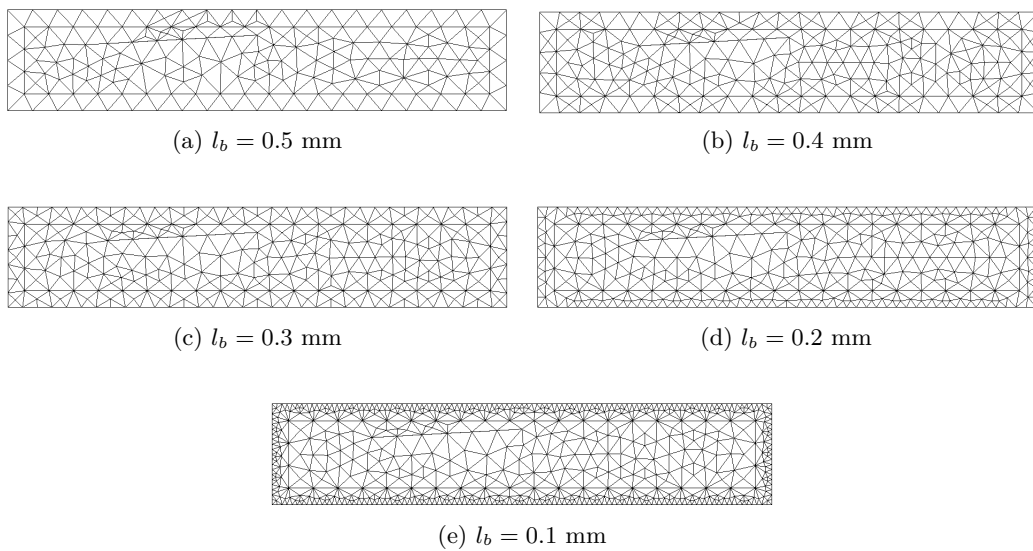 (a) l_b = 0.5 mm
(b) l_b = 0.4 mm
(c) l_b = 0.3 mm
(d) l_b = 0.2 mm
(e) l_b = 0.1 mm